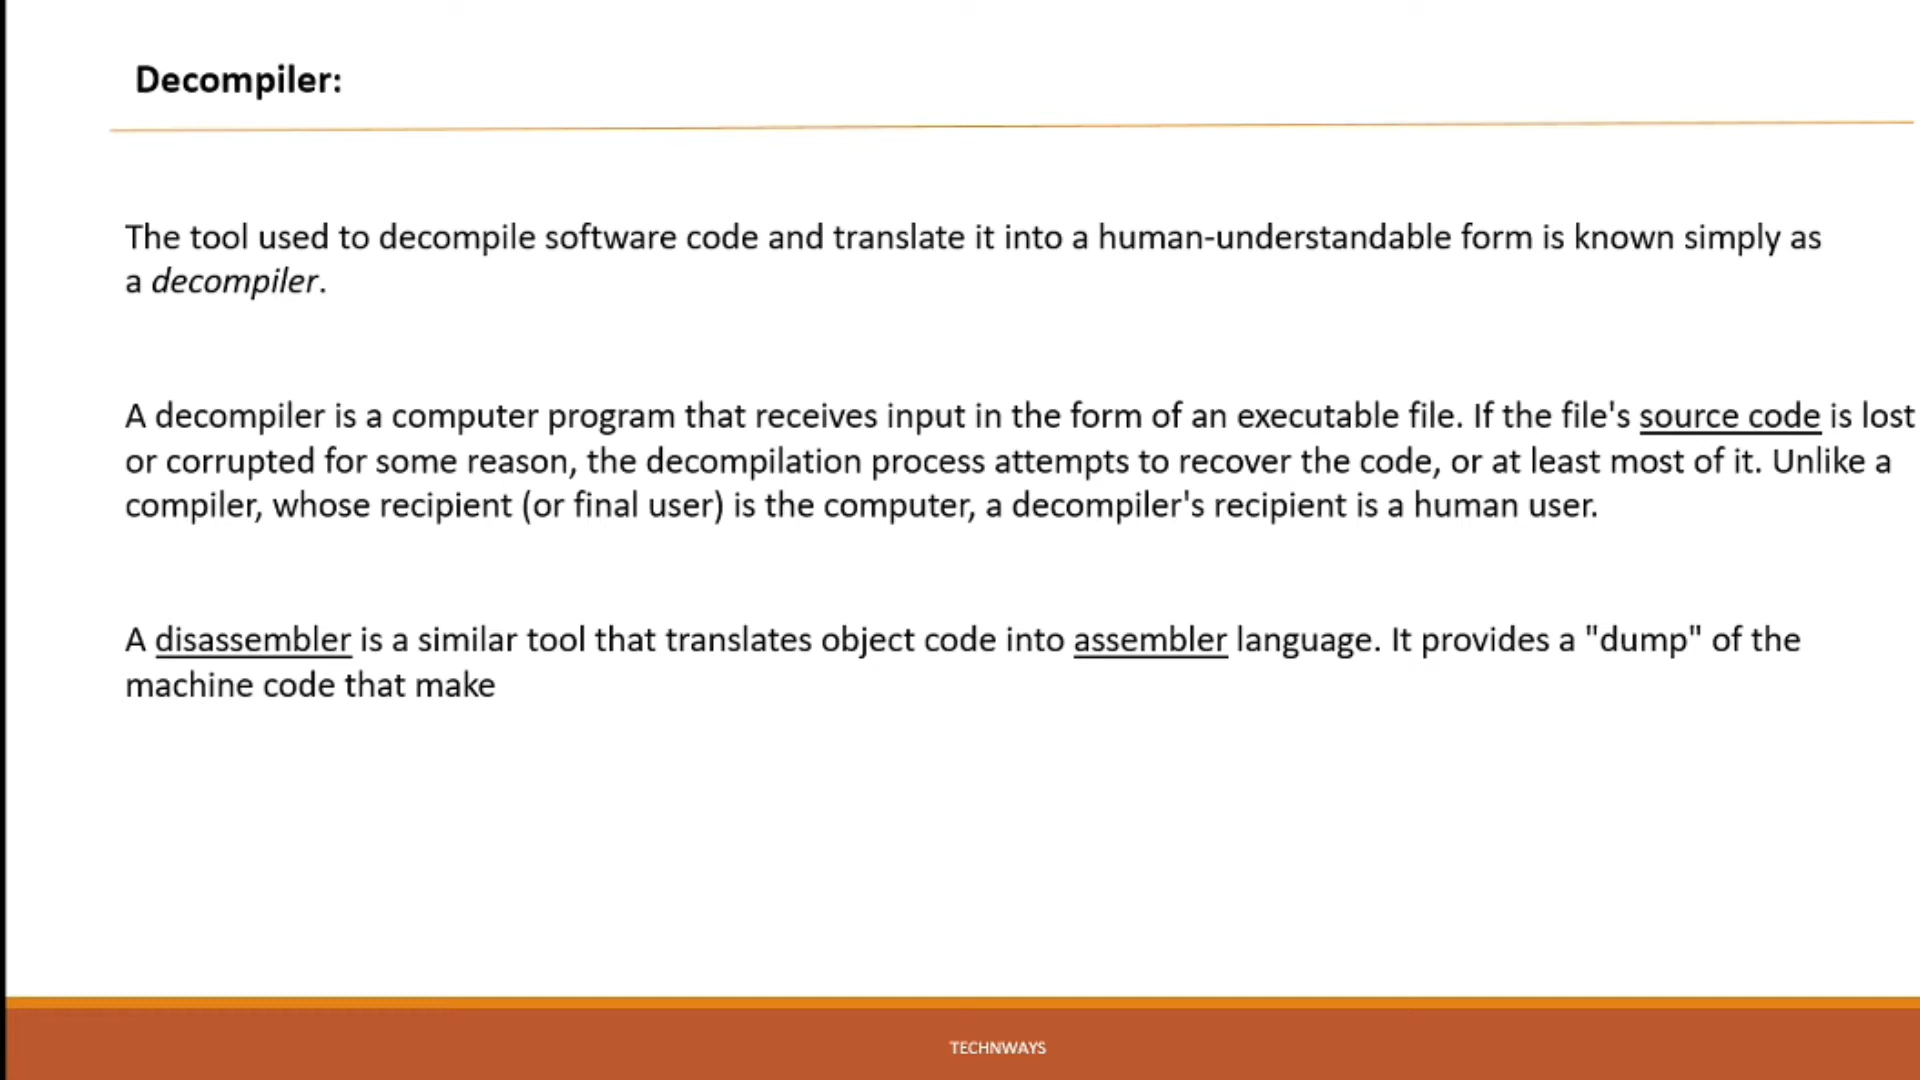 Decompiler:
The tool used to decompile software code and translate it into a human-understandable form is known simply as
a decompiler.
A decompiler is a computer program that receives input in the form of an executable file. If the file's source code is lost
or corrupted for some reason, the decompilation process attempts to recover the code, or at least most of it. Unlike a
compiler, whose recipient (or final user) is the computer, a decompiler's recipient is a human user.
A disassembler is a similar tool that translates object code into assembler language. It provides a "dump" of the
machine code that make
TECHNWAYS